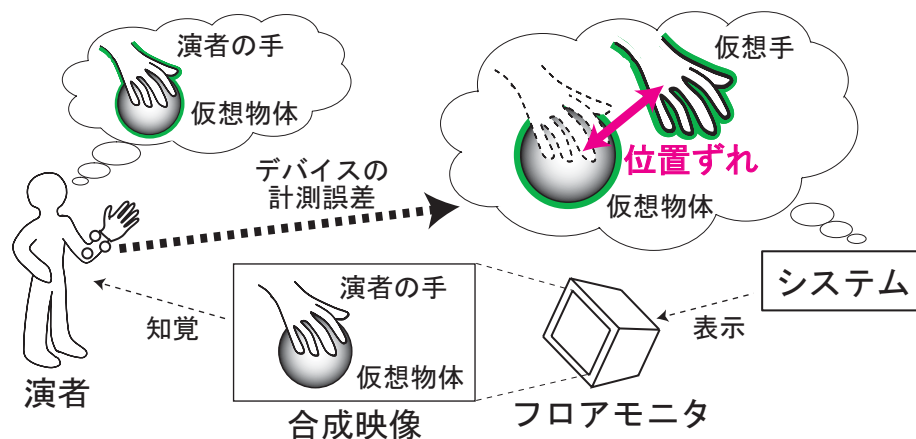 演者の手
仮想物体
仮想手
位置ずれ
仮想物体
デバイスの
計測誤差
システム
表示
フロアモニタ
演者の手
仮想物体
合成映像
知覚
演者